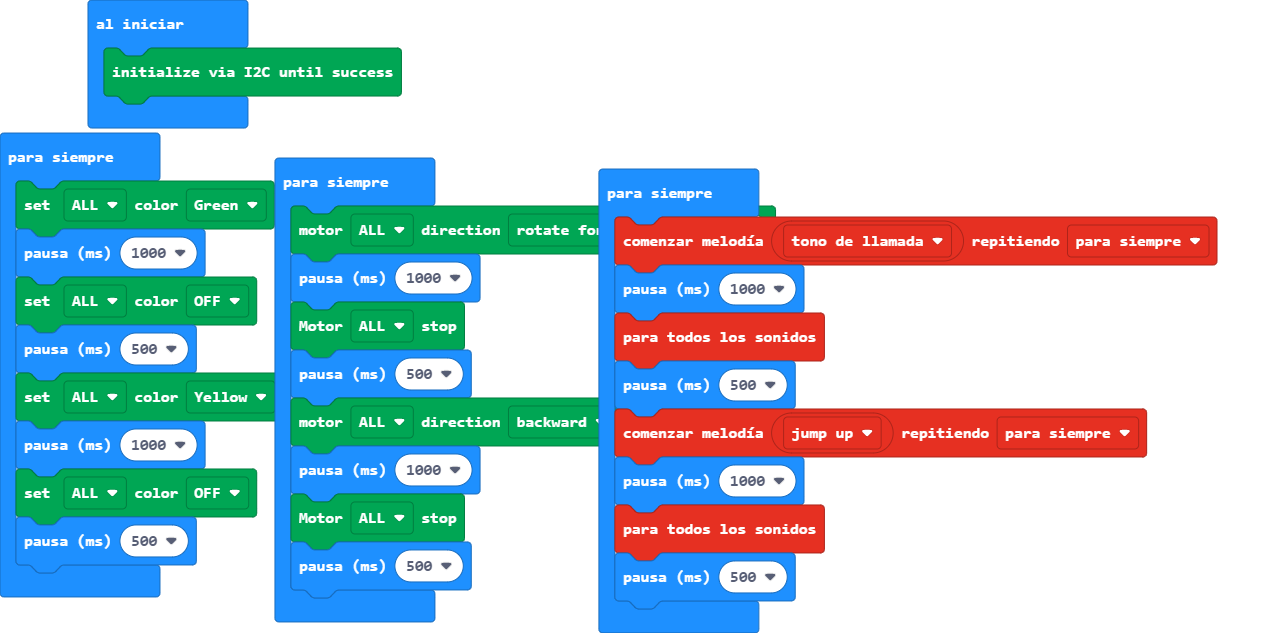 al iniciar
initialize via I2C until success
para siempre
set ALL color Green
pausa (ms) 1000
set ALL color OFF
pausa (ms) 500
set ALL color Yellow
pausa (ms) 1000
set ALL color OFF
pausa (ms) 500
para siempre
motor ALL direction rotate
pausa (ms) 1000
Motor ALL stop
pausa (ms) 500
motor ALL direction backward
pausa (ms) 1000
Motor ALL stop
pausa (ms) 500
para siempre
comenzar melodía tono de llamada repitiendo para siempre
pausa (ms) 1000
para todos los sonidos
pausa (ms) 500
comenzar melodía jump up repitiendo para siempre
pausa (ms) 1000
para todos los sonidos
pausa (ms) 500